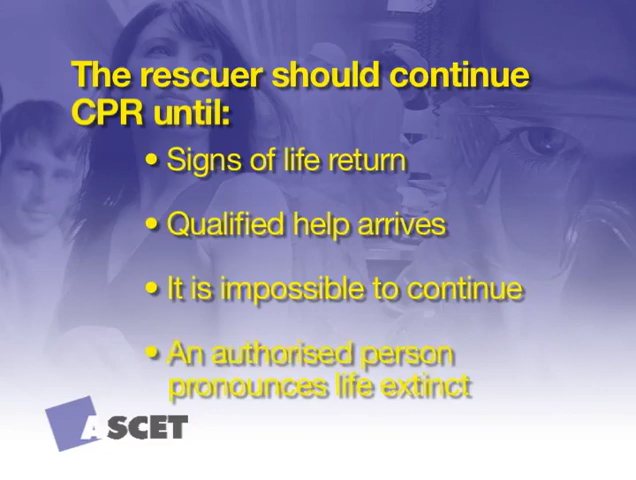 The rescuer should continue
CPR until:
• Signs of life return
• Qualified help arrives
• It is impossible to continue
• An authorised person
pronounces life extinct
ASCET